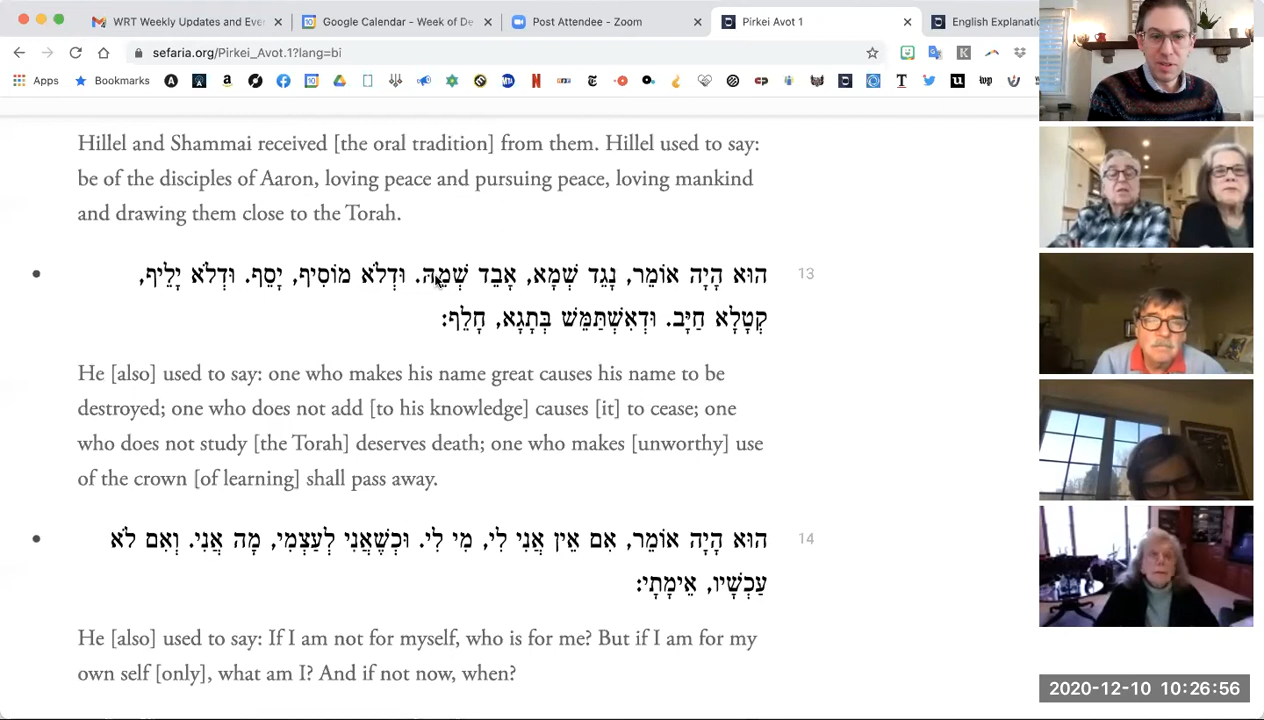 WRT Weekly Updates and Ever
Google Calendar - Week of De
Post Attendee - Zoom
Pirkei Avot 1
English Explanatio
sefaria.org/Pirkei_Avot.1?lang=bi
Apps
Bookmarks
Hillel and Shammai received [the oral tradition] from them. Hillel used to say:
be of the disciples of Aaron, loving peace and pursuing peace, loving mankind
and drawing them close to the Torah.
13
הוּא הָיָה אוֹמֵר, נָגֵד שְׁמָא, אָבֵד שְׁמֵהּ. וּדְלֹא מוֹסִיף, יָסֵף. וּדְלֹא יָלֵיף,
קְטָלָא חַיָּב. וּדְאִשְׁתַּמֵּשׁ בְּתָגָא, חָלֵף:
He [also] used to say: one who makes his name great causes his name to be
destroyed; one who does not add [to his knowledge] causes [it] to cease; one
who does not study [the Torah] deserves death; one who makes [unworthy] use
of the crown [of learning] shall pass away.
14
הוּא הָיָה אוֹמֵר, אִם אֵין אֲנִי לִי, מִי לִי. וּכְשֶׁאֲנִי לְעַצְמִי, מָה אֲנִי. וְאִם לֹא
עַכְשָׁיו, אֵימָתָי:
He [also] used to say: If I am not for myself, who is for me? But if I am for my
own self [only], what am I? And if not now, when?
2020-12-10 10:26:56